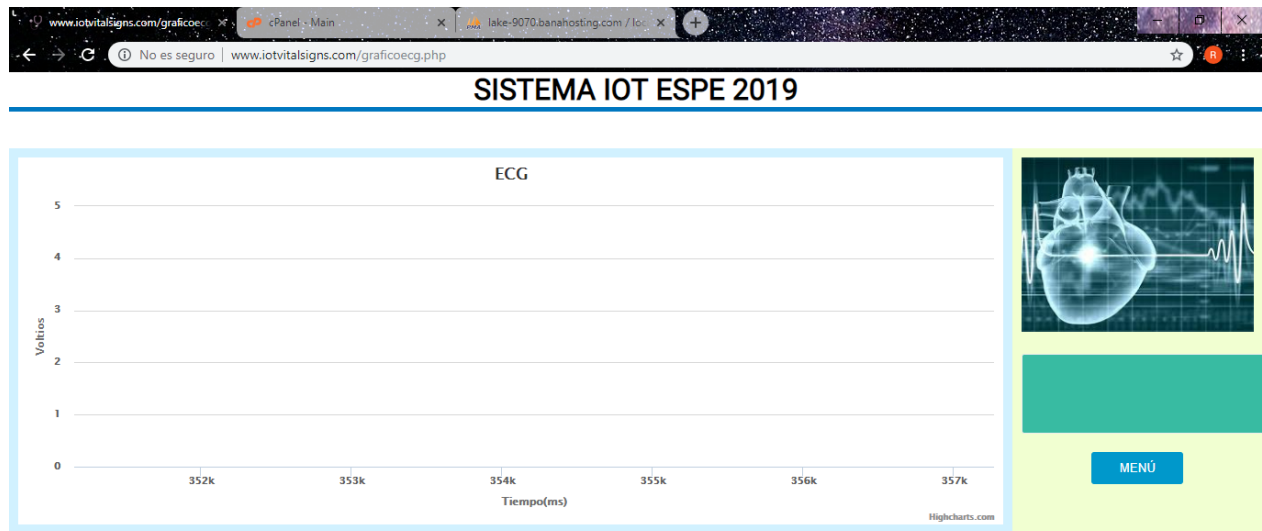 www.iotvitalsigns.com/graficoec
cPanel - Main
lake-9070.banahosting.com / loc
No es seguro | www.iotvitalsigns.com/graficoecg.php
R
SISTEMA IOT ESPE 2019
ECG
5
4
3
2
1
0
Voltios
352k
353k
354k
355k
356k
357k
Tiempo(ms)
Highcharts.com
MENÚ